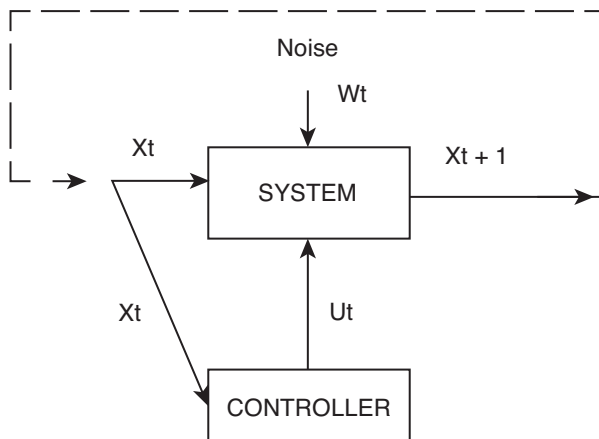 Noise
Wt
Xt
Xt + 1
SYSTEM
Xt
Ut
CONTROLLER